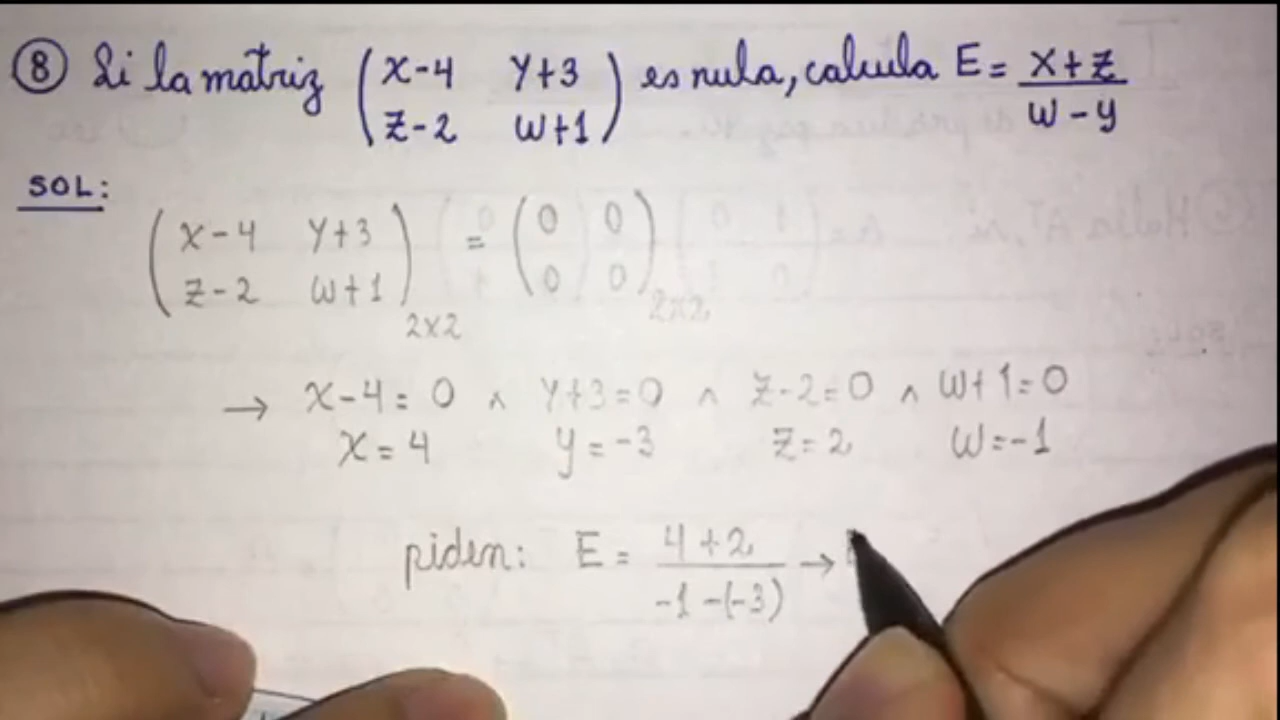 ⑧ Si la matriz (x-4 y+3
z-2 w+1) es nula, calcula E = x+z
w-y
SOL:
(x-4 y+3
z-2 w+1)2x2 = (0 0
0 0)2x2
→ x-4=0 ∧ y+3=0 ∧ z-2=0 ∧ w+1=0
x=4 y=-3 z=2 w=-1
piden: E = 4+2
-1-(-3) →